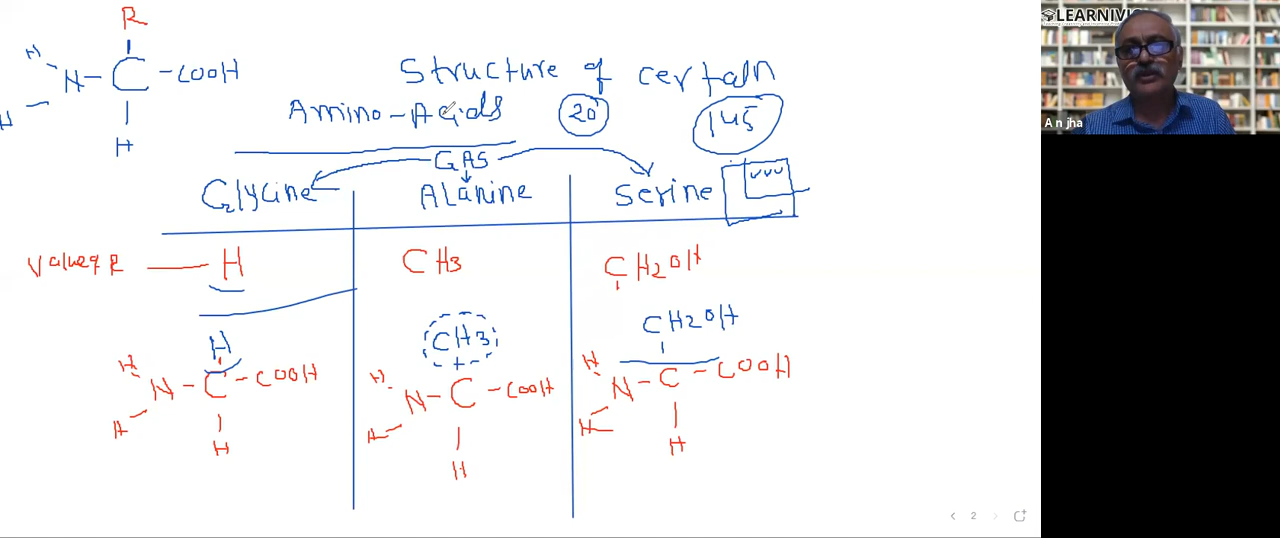 R
H
N - C - COOH
H
H
Structure of certain
Amino-Acids 20 145
GAS
Glycine Alanine Serine
Value of R H CH3 CH2OH
H CH3 CH2OH
H H H
N - C - COOH N - C - COOH N - C - COOH
H H H
H H H
LEARNIVIO
A n jha
2